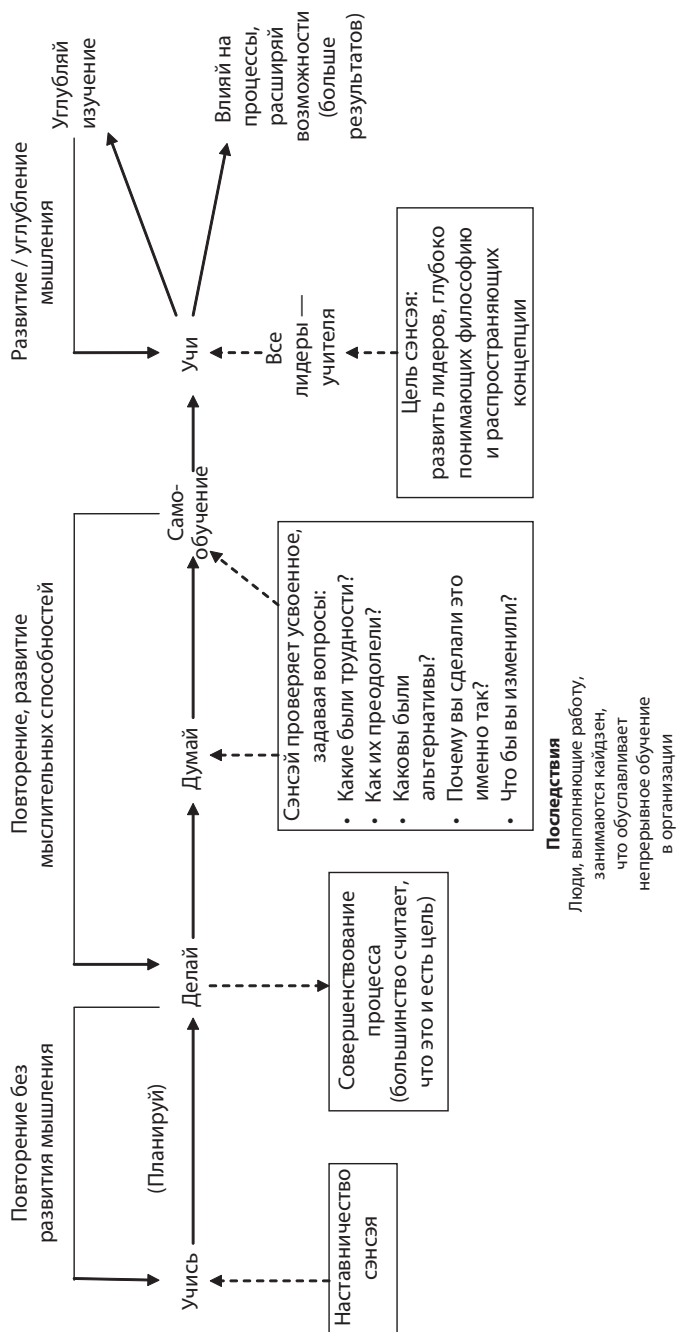 Повторение без
развития мышления
Повторение, развитие
мыслительных способностей
Развитие / углубление
мышления
Учись
(Планируй)
Делай
Думай
Само-
обучение
Учи
Углубляй
изучение
Влияй на
процессы,
расширяй
возможности
(больше
результатов)
Все
лидеры —
учителя
Наставничество
сэнсэя
Совершенствование
процесса
(большинство считает,
что это и есть цель)
Сэнсэй проверяет усвоенное,
задавая вопросы:
• Какие были трудности?
• Как их преодолели?
• Каковы были
альтернативы?
• Почему вы сделали это
именно так?
• Что бы вы изменили?
Цель сэнсэя:
развить лидеров, глубоко
понимающих философию
и распространяющих
концепции
Последствия
Люди, выполняющие работу,
занимаются кайдзен,
что обуславливает
непрерывное обучение
в организации